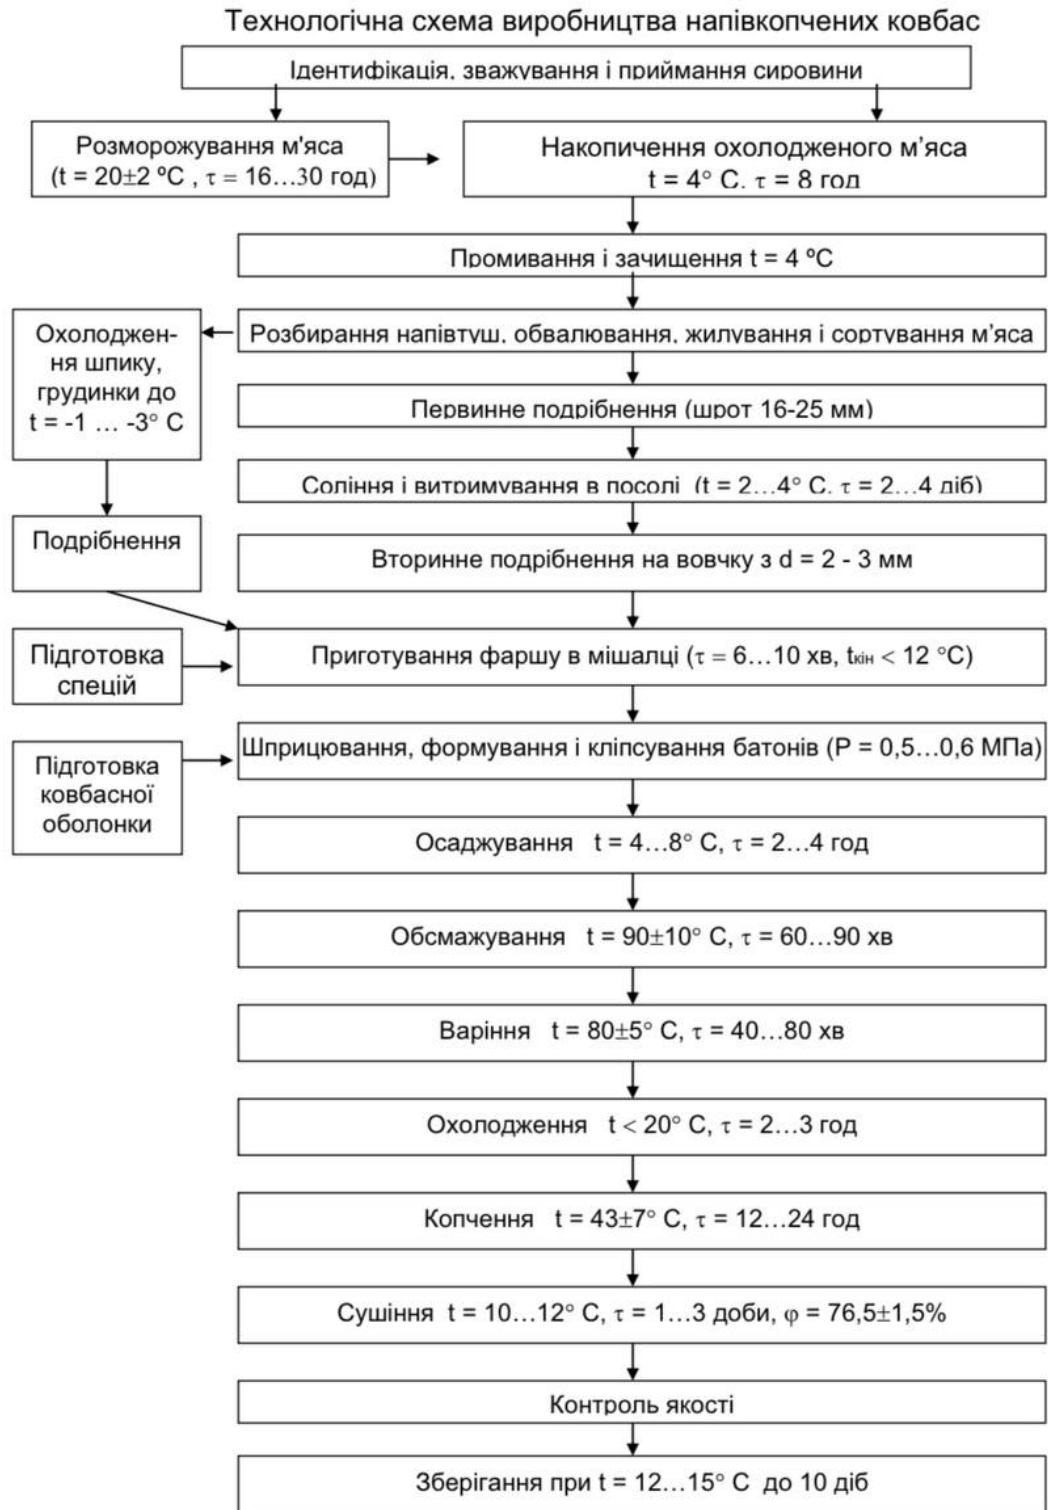 Технологічна схема виробництва напівкопчених ковбас
Ідентифікація, зважування і приймання сировини
Розморожування м'яса
(t = 20±2 ºС , τ = 16…30 год)
Накопичення охолодженого м’яса
t = 4° С, τ = 8 год
Промивання і зачищення t = 4 ºС
Охолоджен-
ня шпику,
грудинки до
t = -1 … -3° С
Розбирання напівтуш, обвалювання, жилування і сортування м’яса
Первинне подрібнення (шрот 16-25 мм)
Соління і витримування в посолі (t = 2…4° С, τ = 2…4 діб)
Подрібнення
Вторинне подрібнення на вовчку з d = 2 - 3 мм
Підготовка
спецій
Приготування фаршу в мішалці (τ = 6…10 хв, tкін < 12 °С)
Шприцювання, формування і кліпсування батонів (Р = 0,5…0,6 МПа)
Підготовка
ковбасної
оболонки
Осаджування t = 4…8° С, τ = 2…4 год
Обсмажування t = 90±10° С, τ = 60…90 хв
Варіння t = 80±5° С, τ = 40…80 хв
Охолодження t < 20° С, τ = 2…3 год
Копчення t = 43±7° С, τ = 12…24 год
Сушіння t = 10…12° С, τ = 1…3 доби, φ = 76,5±1,5%
Контроль якості
Зберігання при t = 12…15° С до 10 діб